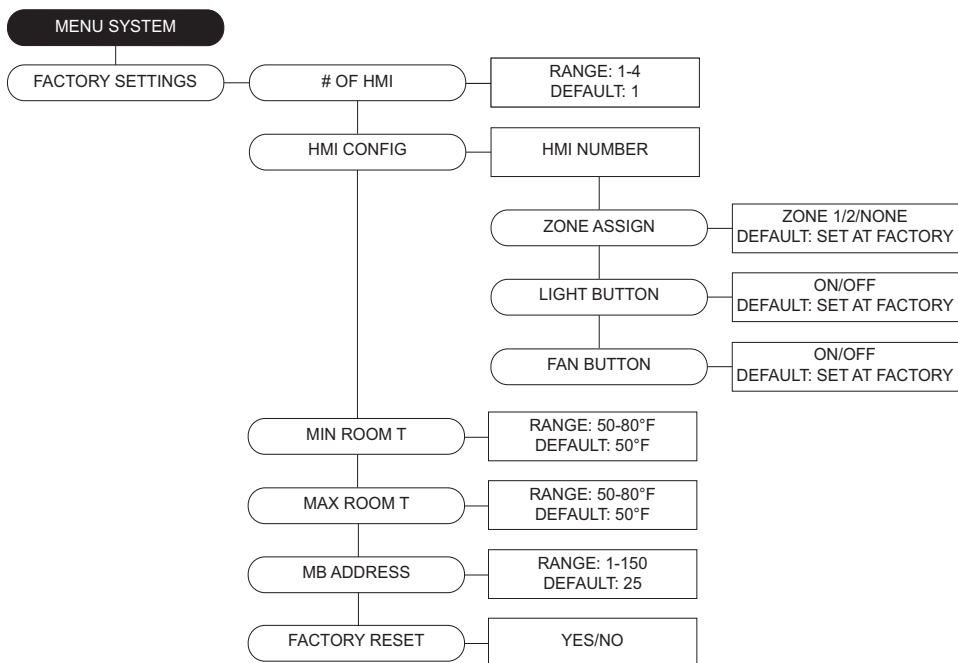 MENU SYSTEM
FACTORY SETTINGS
# OF HMI
RANGE: 1-4
DEFAULT: 1
HMI CONFIG
HMI NUMBER
ZONE ASSIGN
ZONE 1/2/NONE
DEFAULT: SET AT FACTORY
LIGHT BUTTON
ON/OFF
DEFAULT: SET AT FACTORY
FAN BUTTON
ON/OFF
DEFAULT: SET AT FACTORY
MIN ROOM T
RANGE: 50-80°F
DEFAULT: 50°F
MAX ROOM T
RANGE: 50-80°F
DEFAULT: 50°F
MB ADDRESS
RANGE: 1-150
DEFAULT: 25
FACTORY RESET
YES/NO